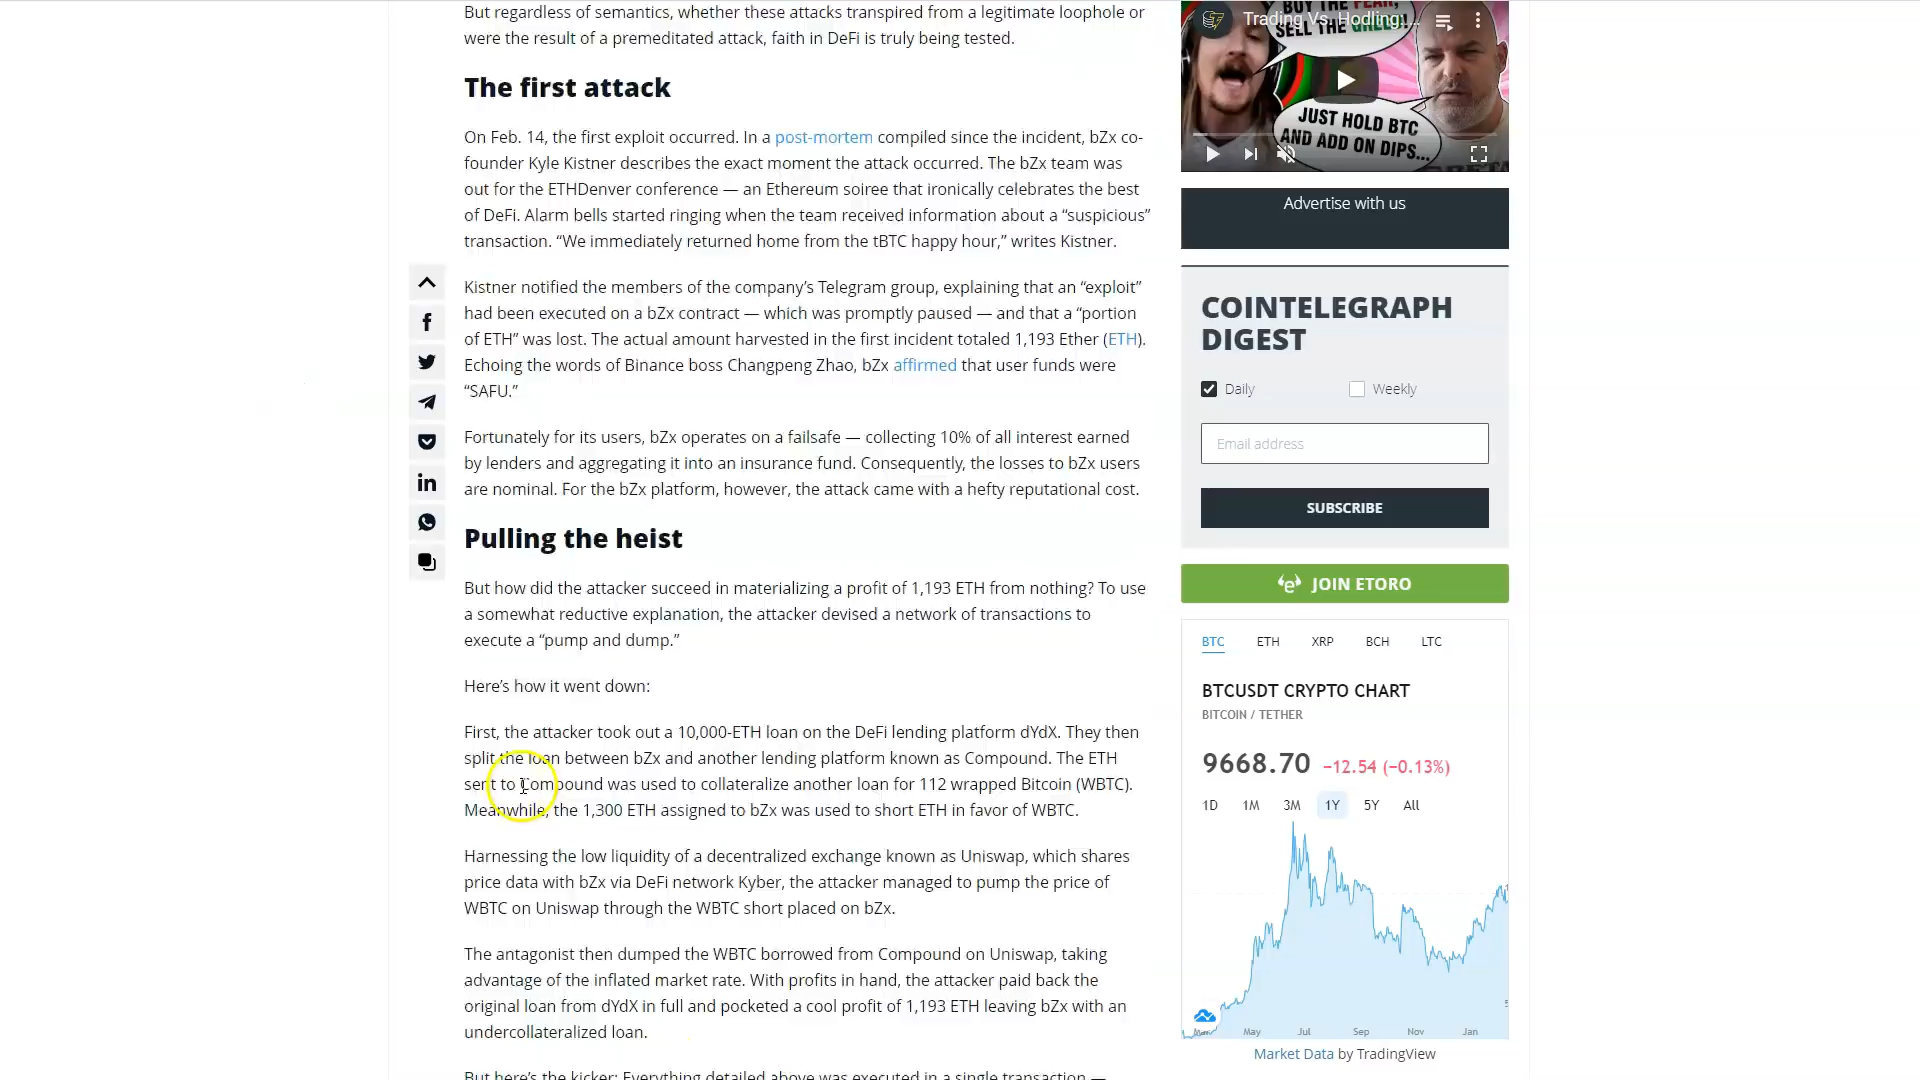 But regardless of semantics, whether these attacks transpired from a legitimate loophole or
were the result of a premeditated attack, faith in DeFi is truly being tested.
The first attack
On Feb. 14, the first exploit occurred. In a post-mortem compiled since the incident, bZx co-
founder Kyle Kistner describes the exact moment the attack occurred. The bZx team was
out for the ETHDenver conference — an Ethereum soiree that ironically celebrates the best
of DeFi. Alarm bells started ringing when the team received information about a “suspicious”
transaction. “We immediately returned home from the tBTC happy hour,” writes Kistner.
Kistner notified the members of the company’s Telegram group, explaining that an “exploit”
had been executed on a bZx contract — which was promptly paused — and that a “portion
of ETH” was lost. The actual amount harvested in the first incident totaled 1,193 Ether (ETH).
Echoing the words of Binance boss Changpeng Zhao, bZx affirmed that user funds were
“SAFU.”
Fortunately for its users, bZx operates on a failsafe — collecting 10% of all interest earned
by lenders and aggregating it into an insurance fund. Consequently, the losses to bZx users
are nominal. For the bZx platform, however, the attack came with a hefty reputational cost.
Pulling the heist
But how did the attacker succeed in materializing a profit of 1,193 ETH from nothing? To use
a somewhat reductive explanation, the attacker devised a network of transactions to
execute a “pump and dump.”
Here’s how it went down:
First, the attacker took out a 10,000-ETH loan on the DeFi lending platform dYdX. They then
split the loan between bZx and another lending platform known as Compound. The ETH
sent to Compound was used to collateralize another loan for 112 wrapped Bitcoin (WBTC).
Meanwhile, the 1,300 ETH assigned to bZx was used to short ETH in favor of WBTC.
Harnessing the low liquidity of a decentralized exchange known as Uniswap, which shares
price data with bZx via DeFi network Kyber, the attacker managed to pump the price of
WBTC on Uniswap through the WBTC short placed on bZx.
The antagonist then dumped the WBTC borrowed from Compound on Uniswap, taking
advantage of the inflated market rate. With profits in hand, the attacker paid back the
original loan from dYdX in full and pocketed a cool profit of 1,193 ETH leaving bZx with an
undercollateralized loan.
But here’s the kicker: Everything detailed above was executed in a single transaction —
Trading Vs. Hodling:...
BUY THE FEAR,
SELL THE GREED!
JUST HOLD BTC
AND ADD ON DIPS...
Advertise with us
COINTELEGRAPH
DIGEST
Daily
Weekly
Email address
SUBSCRIBE
JOIN ETORO
BTC
ETH
XRP
BCH
LTC
BTCUSDT CRYPTO CHART
BITCOIN / TETHER
9668.70 −12.54 (−0.13%)
1D
1M
3M
1Y
5Y
All
May
Jul
Sep
Nov
Jan
Market Data by TradingView